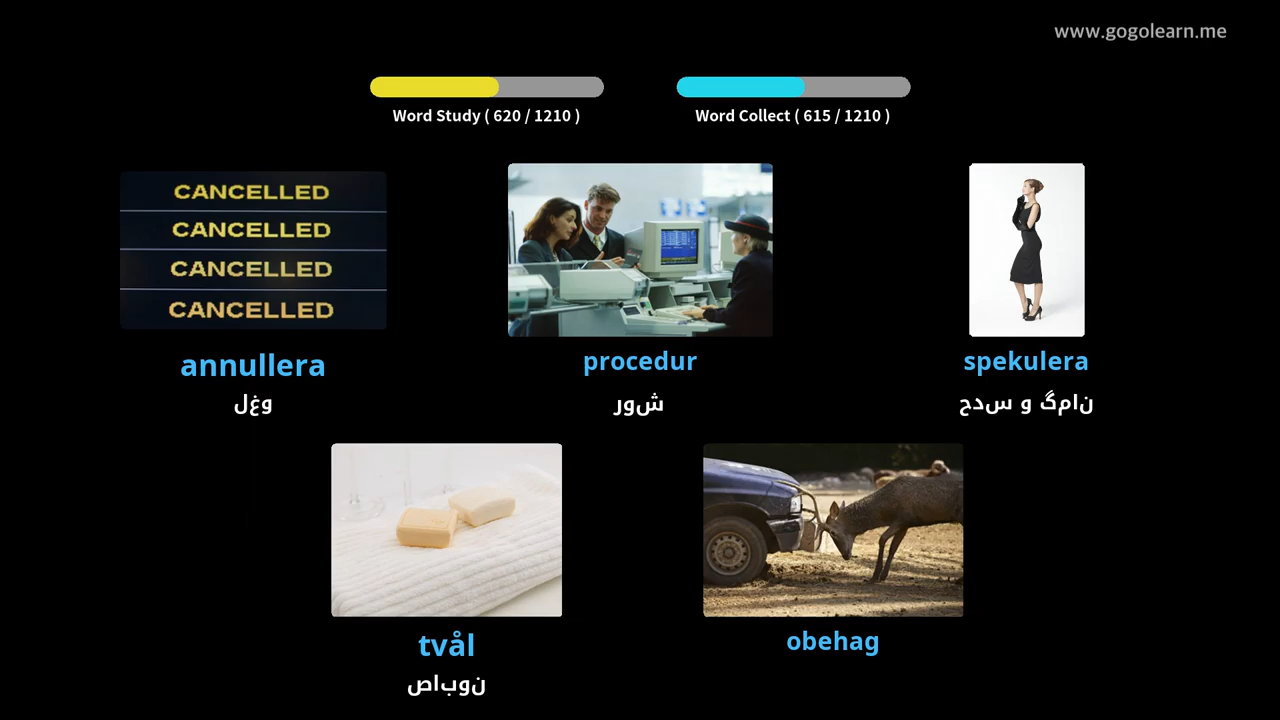 www.gogolearn.me
Word Study ( 620 / 1210 )
Word Collect ( 615 / 1210 )
CANCELLED
CANCELLED
CANCELLED
CANCELLED
annullera
وغل
procedur
شور
spekulera
نامگ و سدح
tvål
نوباص
obehag